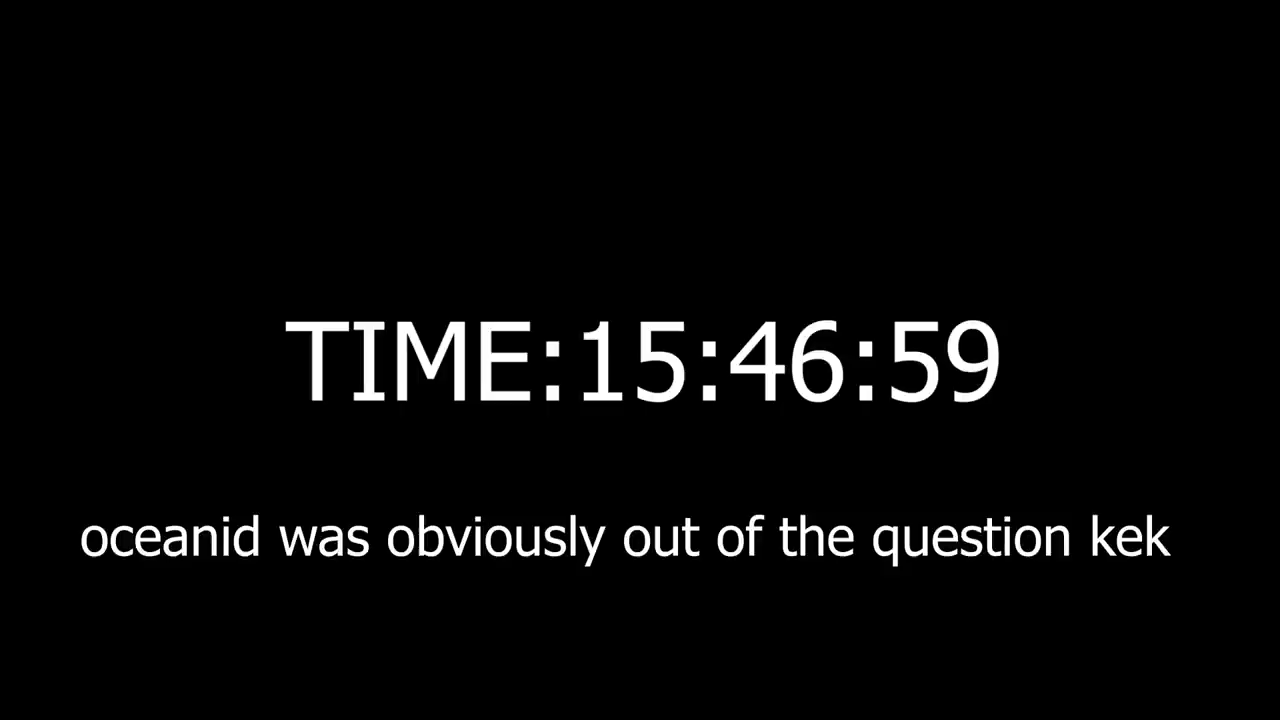 TIME:15:46:59
oceanid was obviously out of the question kek